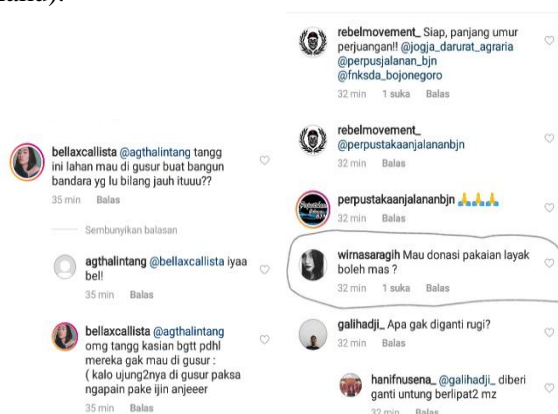 bellaxcallista @agthalintang tangg
ini lahan mau di gusur buat bangun
bandara yg lu bilang jauh ituuu??
35 min Balas
Sembunyikan balasan
agthalintang @bellaxcallista iyaa
bel!
35 min Balas
bellaxcallista @agthalintang
omg tangg kasian bgtt pdhl
mereka gak mau di gusur :
( kalo ujung2nya di gusur paksa
ngapain pake ijin anjeeer
35 min Balas
rebelmovement_ Siap, panjang umur
perjuangan!! @jogja_darurat_agraria
@perpusjalanan_bjn
@fnksda_bojonegoro
32 min 1 suka Balas
rebelmovement_
@perpustakaanjalananbjn
32 min Balas
perpustakaanjalananbjn 🙏🙏🙏
32 min Balas
wirnasaragih Mau donasi pakaian layak
boleh mas ?
32 min 1 suka Balas
galihadji_ Apa gak diganti rugi?
32 min Balas
hanifnusena_ @galihadji_ diberi
ganti untung berlipat2 mz
32 min Balas